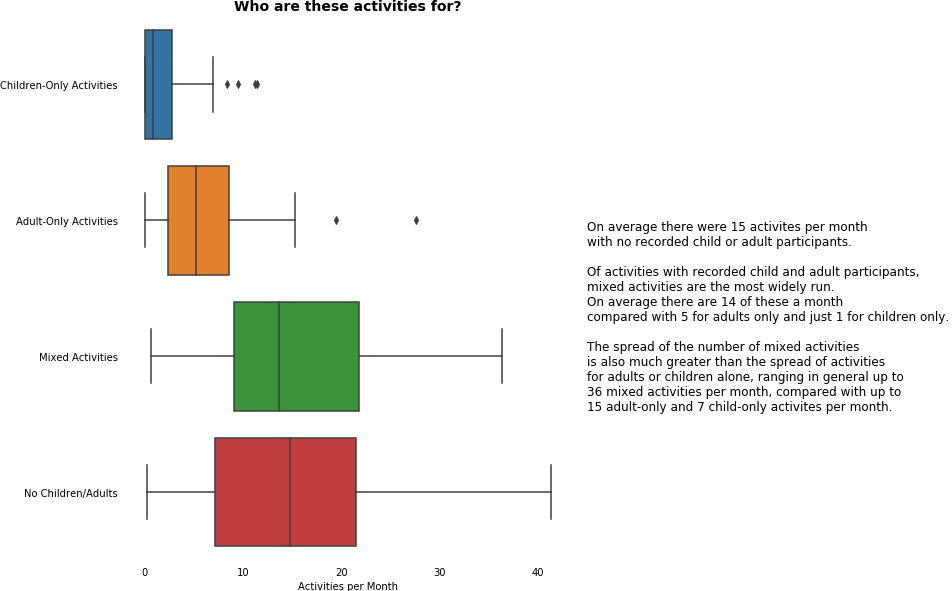 Who are these activities for?
Children-Only Activities
Adult-Only Activities
Mixed Activities
No Children/Adults
0 10 20 30 40
Activities per Month
On average there were 15 activites per month
with no recorded child or adult participants.
Of activities with recorded child and adult participants,
mixed activities are the most widely run.
On average there are 14 of these a month
compared with 5 for adults only and just 1 for children only.
The spread of the number of mixed activities
is also much greater than the spread of activities
for adults or children alone, ranging in general up to
36 mixed activities per month, compared with up to
15 adult-only and 7 child-only activites per month.